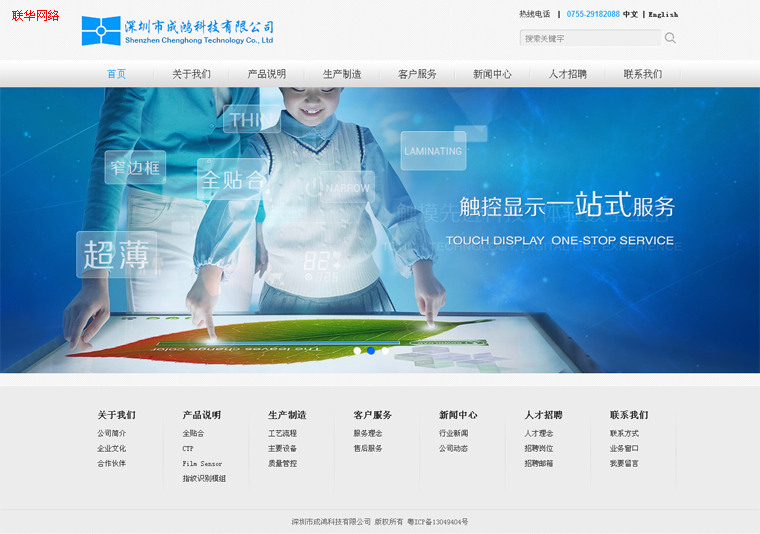 联华网络
深圳市成鸿科技有限公司
Shenzhen Chenghong Technology Co., Ltd
热线电话 | 0755-29182088 中文 | English
搜索关键字
首页 关于我们 产品说明 生产制造 客户服务 新闻中心 人才招聘 联系我们
THIN
LAMINATING
窄边框
全贴合
NARROW
超薄
触控显示一站式服务
TOUCH DISPLAY ONE-STOP SERVICE
The leaves change color
关于我们 产品说明 生产制造 客户服务 新闻中心 人才招聘 联系我们
公司简介 全贴合 工艺流程 服务理念 行业新闻 人才理念 联系方式
企业文化 CTP 主要设备 售后服务 公司动态 招聘岗位 业务窗口
合作伙伴 Film Sensor 质量管控 招聘邮箱 我要留言
指纹识别模组
深圳市成鸿科技有限公司 版权所有 粤ICP备13049404号